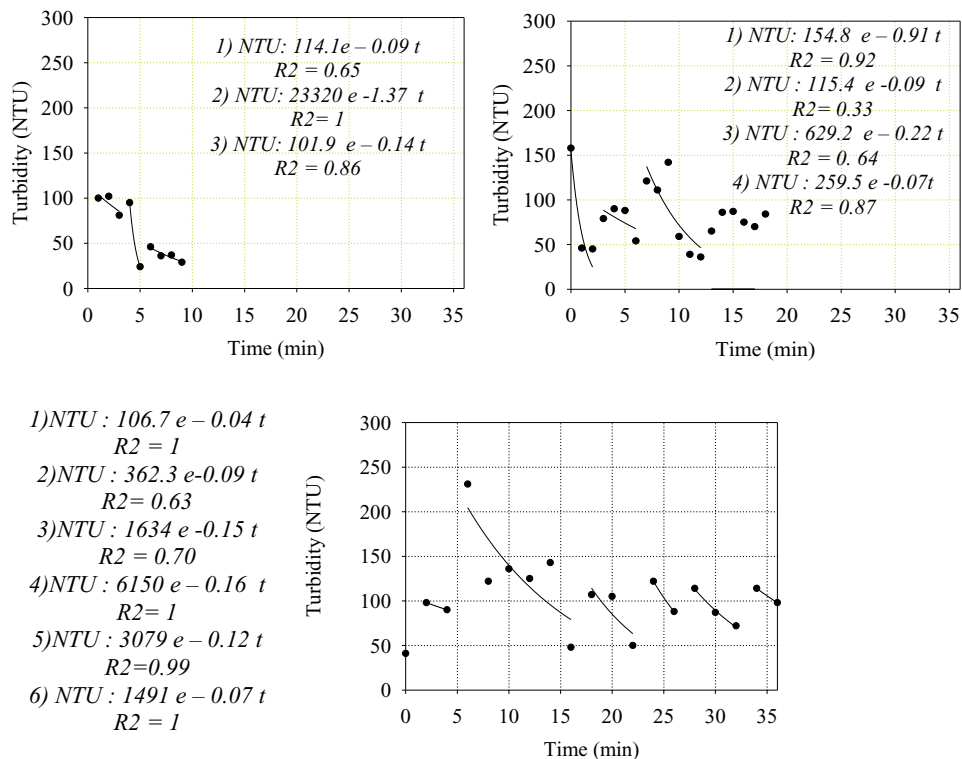 300
250
200
150
100
50
0
Turbidity (NTU)
1) NTU: 114.1e – 0.09 t
R2 = 0.65
2) NTU: 23320 e -1.37 t
R2= 1
3) NTU: 101.9 e – 0.14 t
R2 = 0.86
0 5 10 15 20 25 30 35
Time (min)
300
250
200
150
100
50
0
Turbidity (NTU)
1) NTU: 154.8 e – 0.91 t
R2 = 0.92
2) NTU : 115.4 e -0.09 t
R2= 0.33
3) NTU : 629.2 e – 0.22 t
R2 = 0. 64
4) NTU : 259.5 e -0.07t
R2 = 0.87
0 5 10 15 20 25 30 35
Time (min)
1)NTU : 106.7 e – 0.04 t
R2 = 1
2)NTU : 362.3 e-0.09 t
R2= 0.63
3)NTU : 1634 e -0.15 t
R2 = 0.70
4)NTU : 6150 e – 0.16 t
R2= 1
5)NTU : 3079 e – 0.12 t
R2=0.99
6) NTU : 1491 e – 0.07 t
R2 = 1
300
250
200
150
100
50
0
Turbidity (NTU)
0 5 10 15 20 25 30 35
Time (min)